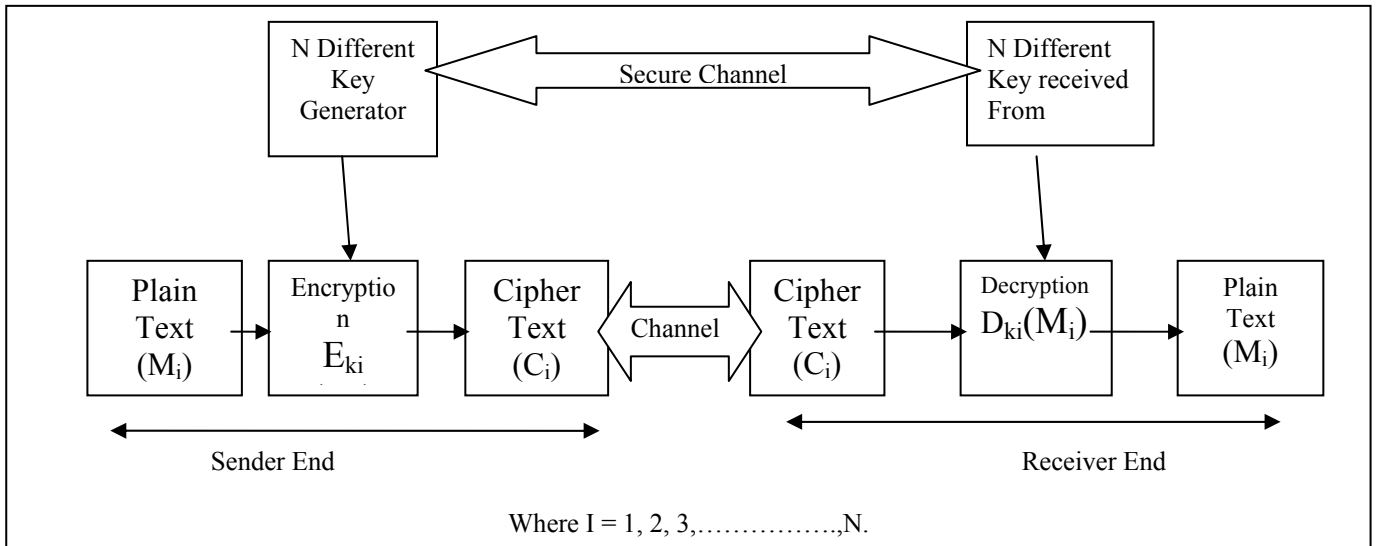 N Different
Key
Generator
Secure Channel
N Different
Key received
From
Plain
Text
(Mᵢ)
Encryptio
n
Eₖᵢ
Cipher
Text
(Cᵢ)
Channel
Cipher
Text
(Cᵢ)
Decryption
Dₖᵢ(Mᵢ)
Plain
Text
(Mᵢ)
Sender End
Receiver End
Where I = 1, 2, 3,…………….,N.